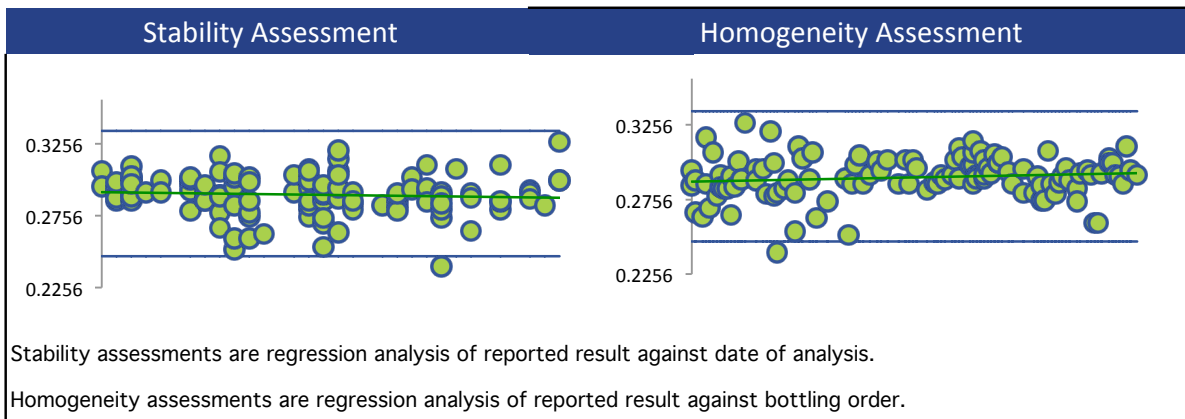 Stability Assessment
Homogeneity Assessment
0.3256
0.2756
0.2256
0.3256
0.2756
0.2256
Stability assessments are regression analysis of reported result against date of analysis.
Homogeneity assessments are regression analysis of reported result against bottling order.